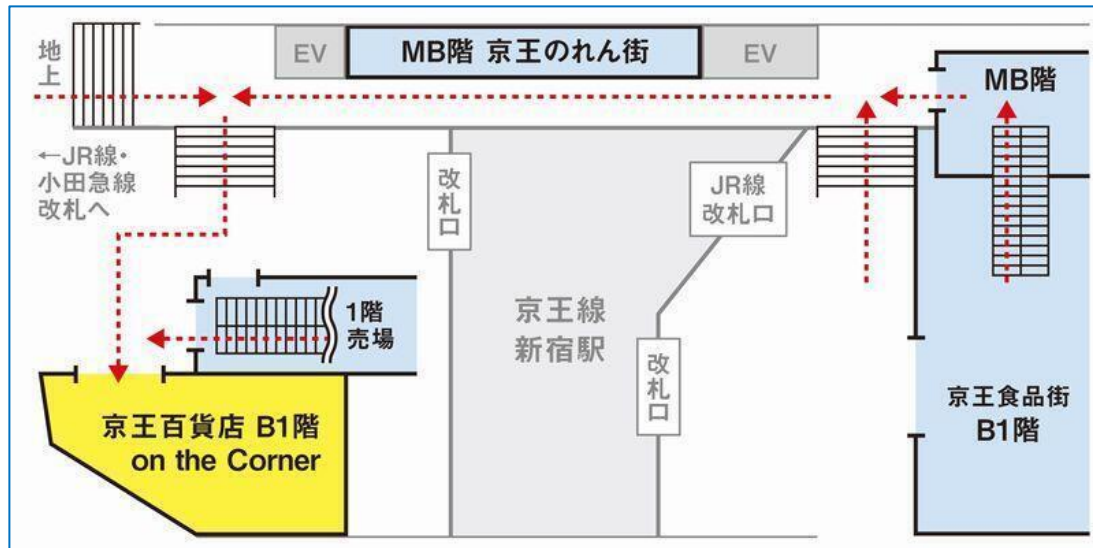 地上
EV
MB階 京王のれん街
EV
MB階
←JR線・
小田急線
改札へ
改札口
JR線
改札口
1階
売場
京王線
新宿駅
改札口
京王食品街
B1階
京王百貨店 B1階
on the Corner